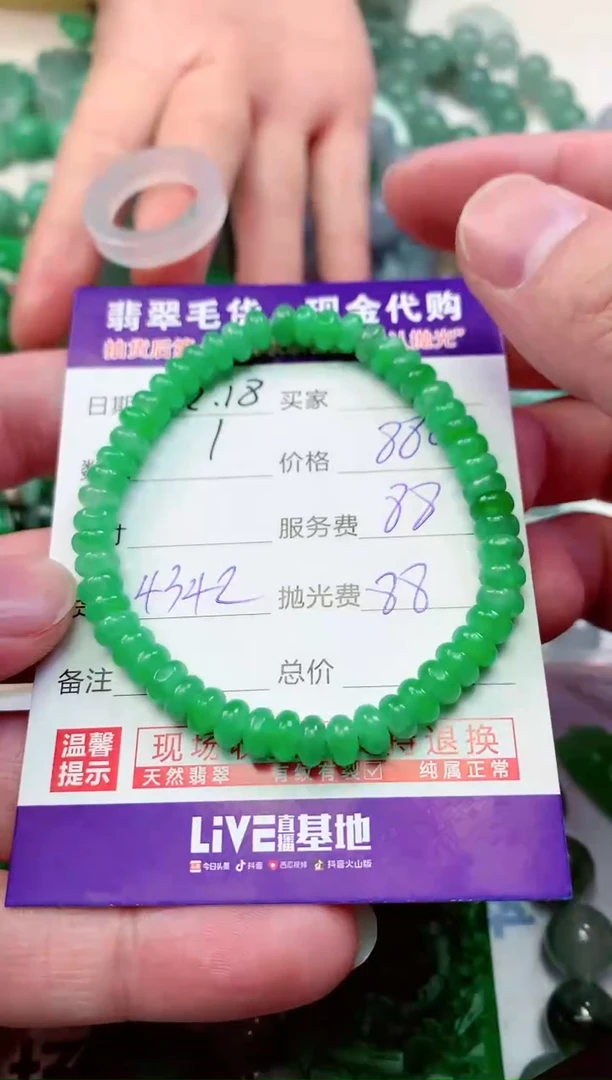 翡翠毛货 现金代购
日期 2.18 买家
1 价格 880
服务费 88
4342 抛光费 88
备注 总价
温馨提示 现场 退换
天然翡翠 有纹有裂 纯属正常
LiVE直播基地
今日头条 抖音 西瓜视频 抖音火山版